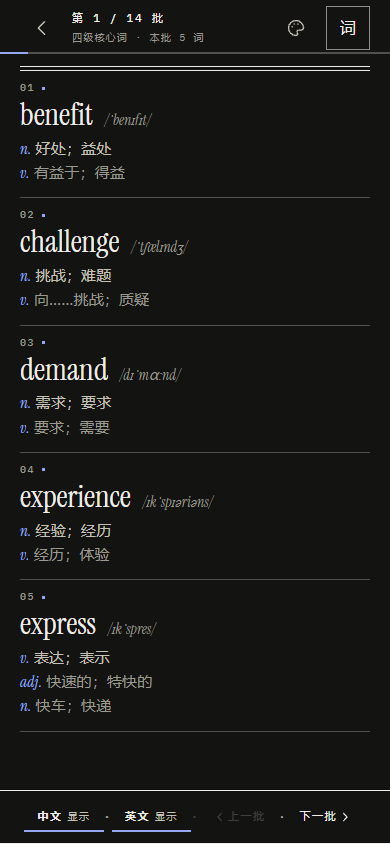 第 1 / 14 批
四级核心词 · 本批 5 词
词
01
benefit /ˈbenɪfɪt/
n. 好处；益处
v. 有益于；得益
02
challenge /ˈtʃælɪndʒ/
n. 挑战；难题
v. 向……挑战；质疑
03
demand /dɪˈmɑːnd/
n. 需求；要求
v. 要求；需要
04
experience /ɪkˈspɪəriəns/
n. 经验；经历
v. 经历；体验
05
express /ɪkˈspres/
v. 表达；表示
adj. 快速的；特快的
n. 快车；快递
中文 显示 · 英文 显示 · 上一批 · 下一批